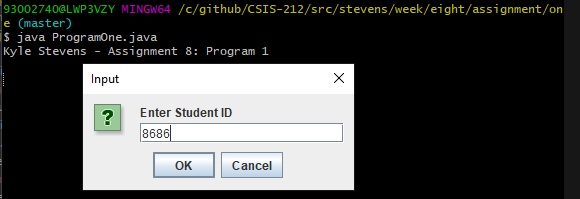 93002740@LWP3VZY MINGW64 /c/github/CSIS-212/src/stevens/week/eight/assignment/on
e (master)
$ java ProgramOne.java
Kyle Stevens - Assignment 8: Program 1
Input
Enter Student ID
8686
OK Cancel